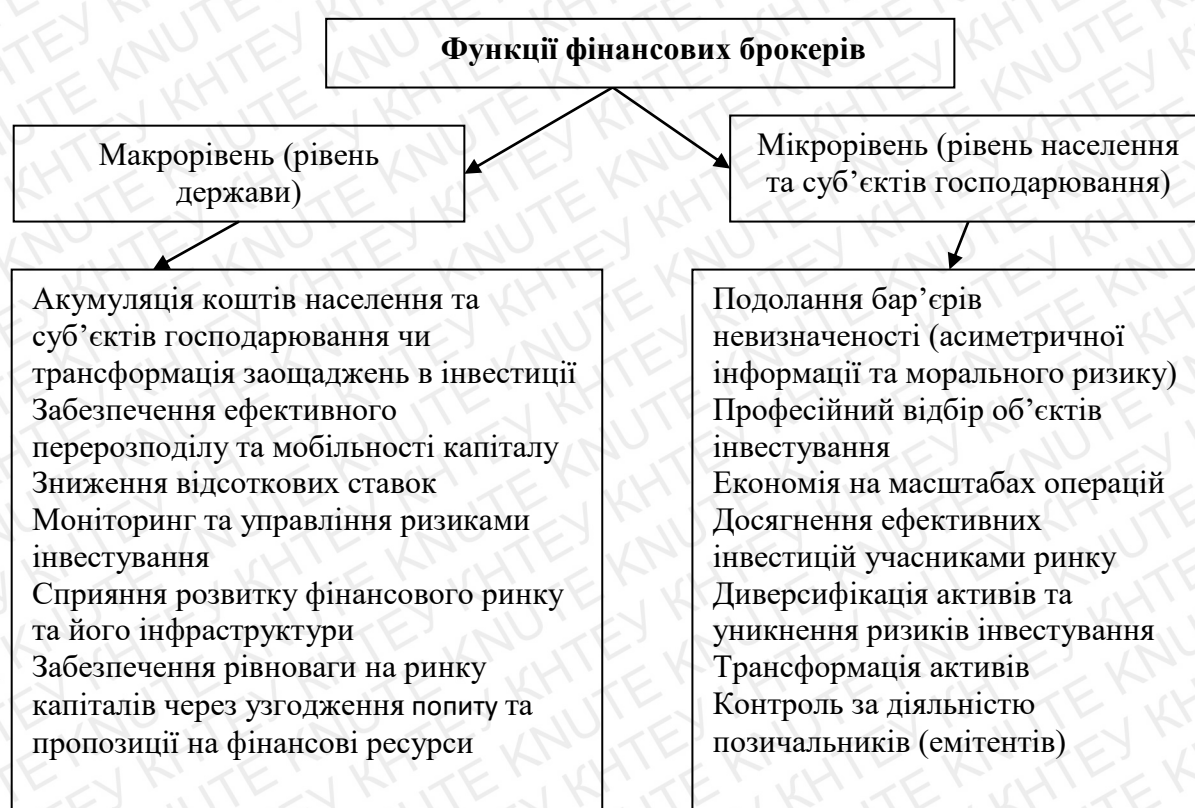 Функції фінансових брокерів
Макрорівень (рівень
держави)
Мікрорівень (рівень населення
та суб’єктів господарювання)
Акумуляція коштів населення та
суб’єктів господарювання чи
трансформація заощаджень в інвестиції
Забезпечення ефективного
перерозподілу та мобільності капіталу
Зниження відсоткових ставок
Моніторинг та управління ризиками
інвестування
Сприяння розвитку фінансового ринку
та його інфраструктури
Забезпечення рівноваги на ринку
капіталів через узгодження попиту та
пропозиції на фінансові ресурси
Подолання бар’єрів
невизначеності (асиметричної
інформації та морального ризику)
Професійний відбір об’єктів
інвестування
Економія на масштабах операцій
Досягнення ефективних
інвестицій учасниками ринку
Диверсифікація активів та
уникнення ризиків інвестування
Трансформація активів
Контроль за діяльністю
позичальників (емітентів)